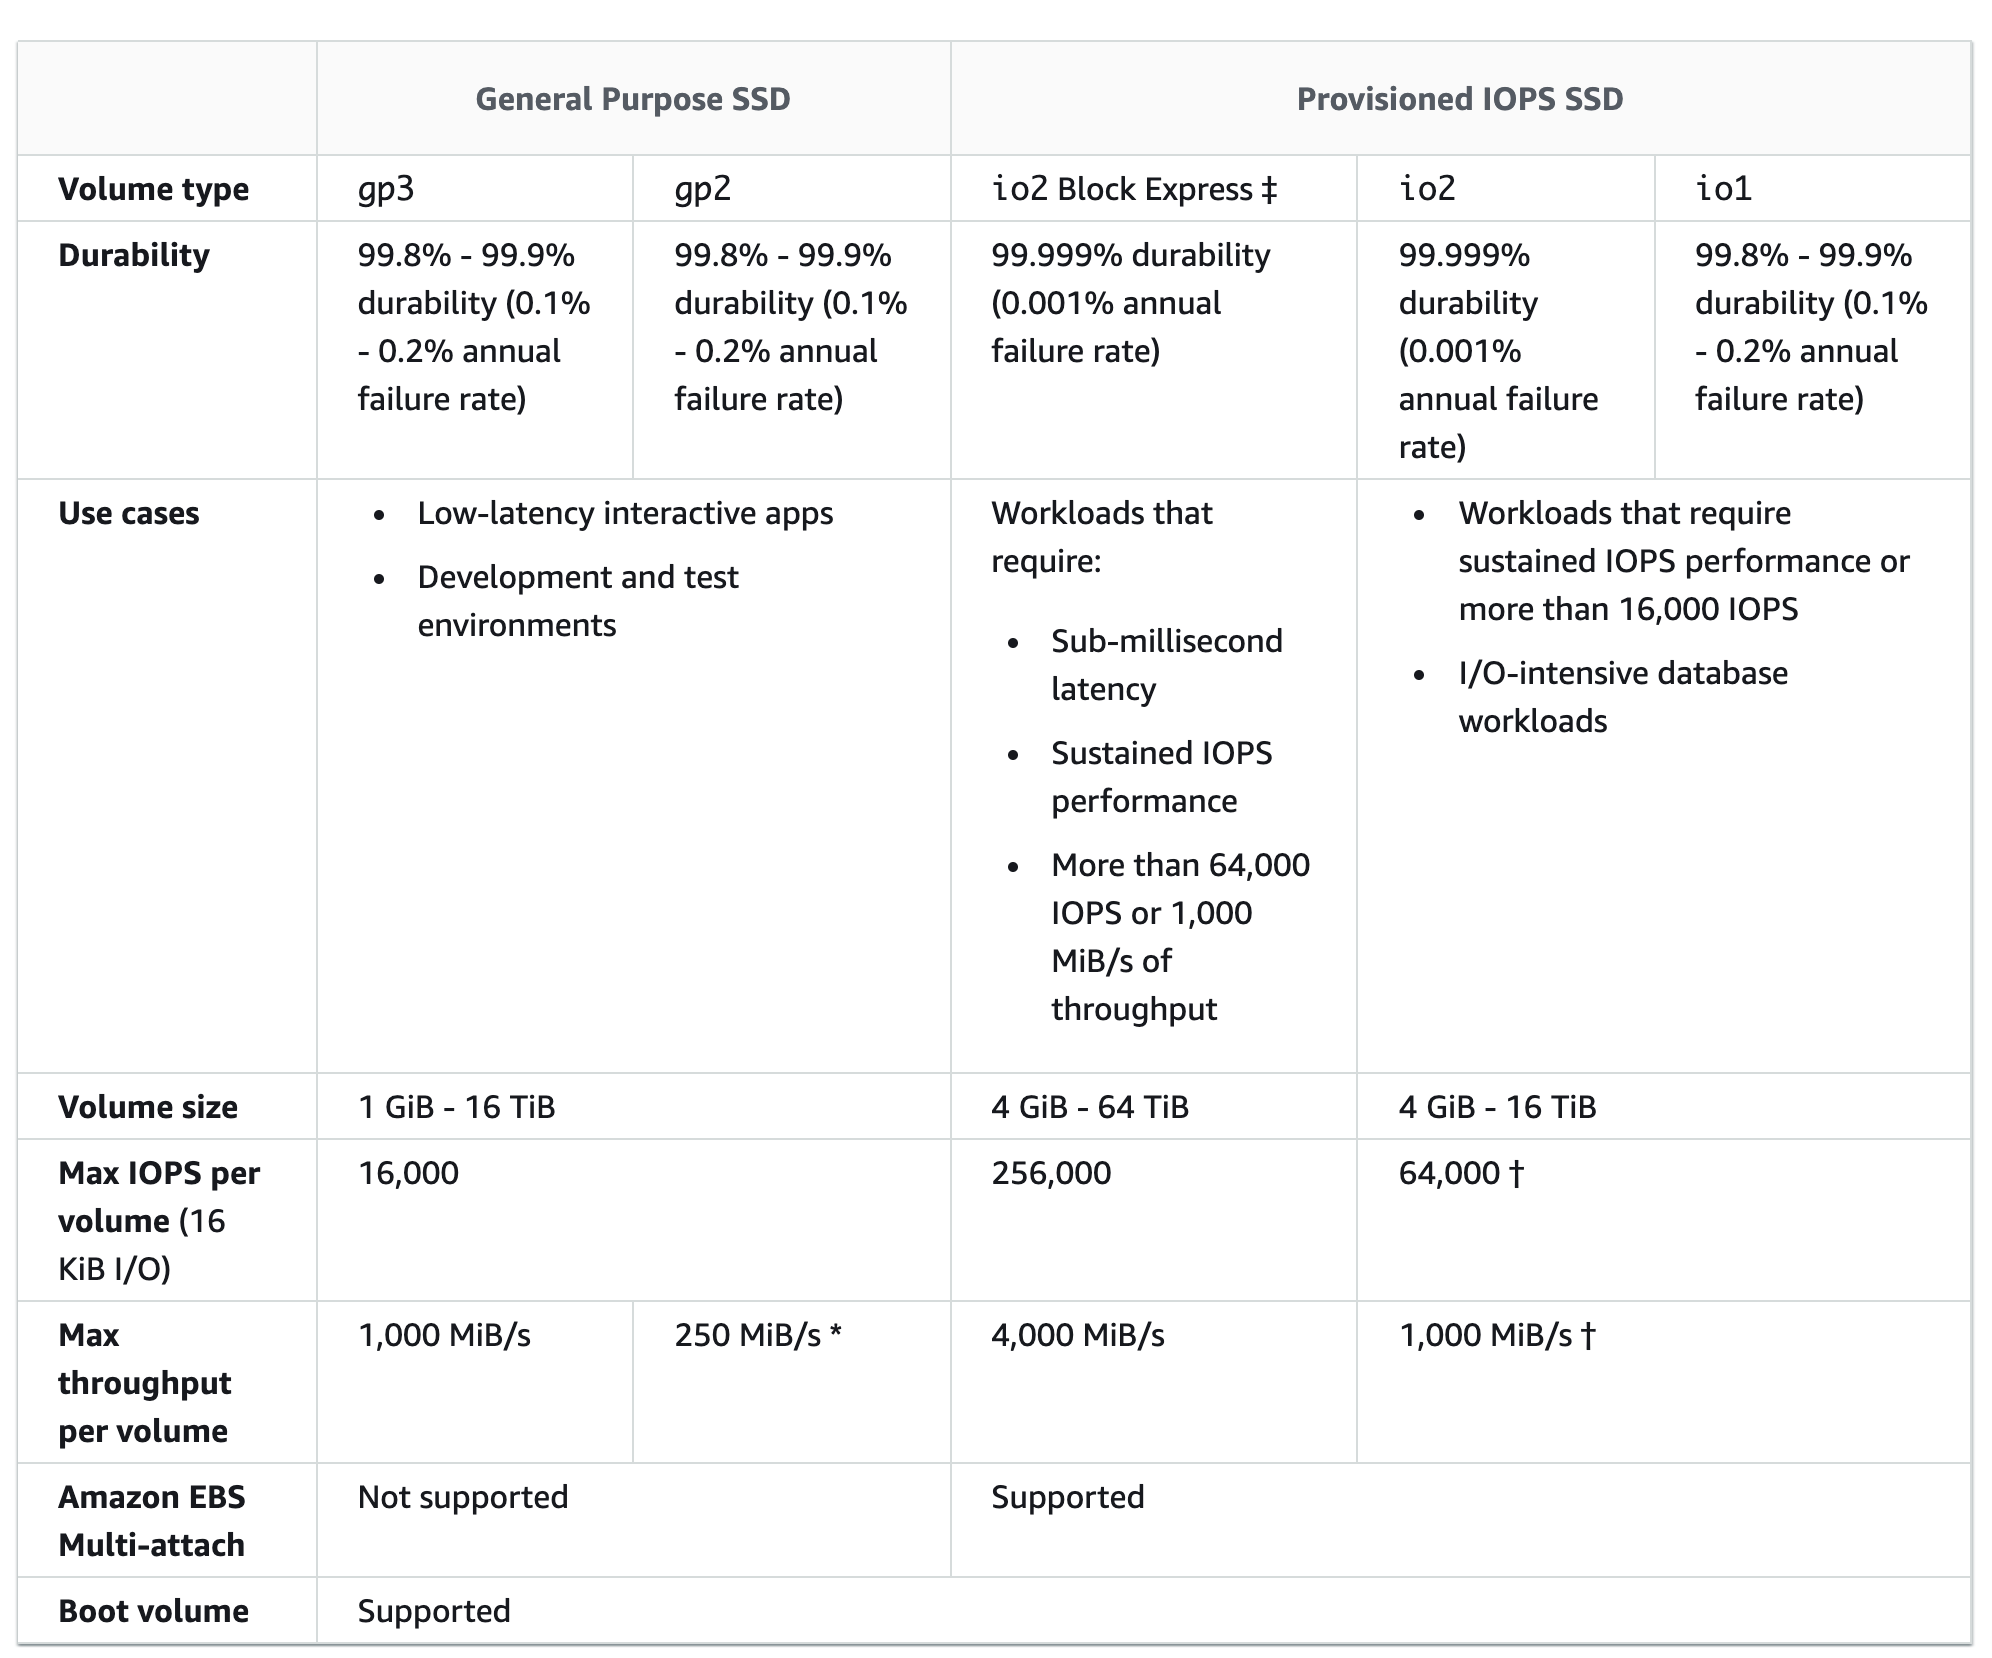 General Purpose SSD
Provisioned IOPS SSD
Volume type
gp3
gp2
io2 Block Express ‡
io2
io1
Durability
99.8% - 99.9%
durability (0.1%
- 0.2% annual
failure rate)
99.8% - 99.9%
durability (0.1%
- 0.2% annual
failure rate)
99.999% durability
(0.001% annual
failure rate)
99.999%
durability
(0.001%
annual failure
rate)
99.8% - 99.9%
durability (0.1%
- 0.2% annual
failure rate)
Use cases
• Low-latency interactive apps
• Development and test
environments
Workloads that
require:
• Sub-millisecond
latency
• Sustained IOPS
performance
• More than 64,000
IOPS or 1,000
MiB/s of
throughput
• Workloads that require
sustained IOPS performance or
more than 16,000 IOPS
• I/O-intensive database
workloads
Volume size
1 GiB - 16 TiB
4 GiB - 64 TiB
4 GiB - 16 TiB
Max IOPS per
volume (16
KiB I/O)
16,000
256,000
64,000 †
Max
throughput
per volume
1,000 MiB/s
250 MiB/s *
4,000 MiB/s
1,000 MiB/s †
Amazon EBS
Multi-attach
Not supported
Supported
Boot volume
Supported